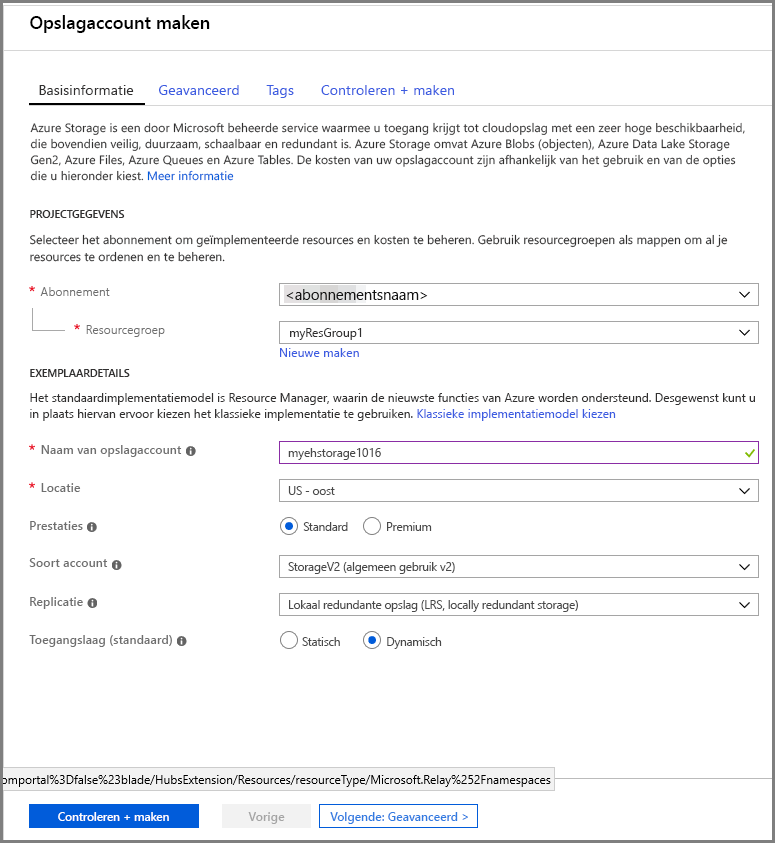 Opslagaccount maken
Basisinformatie Geavanceerd Tags Controleren + maken
Azure Storage is een door Microsoft beheerde service waarmee u toegang krijgt tot cloudopslag met een zeer hoge beschikbaarheid,
die bovendien veilig, duurzaam, schaalbaar en redundant is. Azure Storage omvat Azure Blobs (objecten), Azure Data Lake Storage
Gen2, Azure Files, Azure Queues en Azure Tables. De kosten van uw opslagaccount zijn afhankelijk van het gebruik en van de opties
die u hieronder kiest. Meer informatie
PROJECTGEGEVENS
Selecteer het abonnement om geïmplementeerde resources en kosten te beheren. Gebruik resourcegroepen als mappen om al je
resources te ordenen en te beheren.
* Abonnement <abonnementsnaam>
* Resourcegroep myResGroup1
Nieuwe maken
EXEMPLAARDETAILS
Het standaardimplementatiemodel is Resource Manager, waarin de nieuwste functies van Azure worden ondersteund. Desgewenst kunt u
in plaats hiervan ervoor kiezen het klassieke implementatie te gebruiken. Klassieke implementatiemodel kiezen
* Naam van opslagaccount myehstorage1016
* Locatie US - oost
Prestaties Standard Premium
Soort account StorageV2 (algemeen gebruik v2)
Replicatie Lokaal redundante opslag (LRS, locally redundant storage)
Toegangslaag (standaard) Statisch Dynamisch
omportal%3Dfalse%23blade/HubsExtension/Resources/resourceType/Microsoft.Relay%252Fnamespaces
Controleren + maken Vorige Volgende: Geavanceerd >